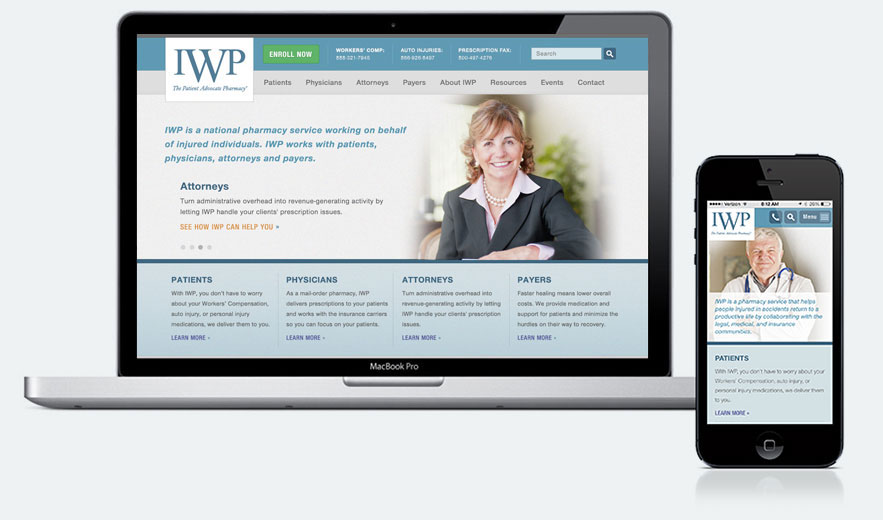 IWP
The Patient Advocate Pharmacy®
ENROLL NOW
WORKERS' COMP:
888-321-7945
AUTO INJURIES:
PRESCRIPTION FAX:
800-497-4276
Search
Patients Physicians Attorneys Payers About IWP Resources Events Contact
IWP is a national pharmacy service working on behalf
of injured individuals. IWP works with patients,
physicians, attorneys and payers.
Attorneys
Turn administrative overhead into revenue-generating activity by
letting IWP handle your clients' prescription issues.
SEE HOW IWP CAN HELP YOU »
PATIENTS
With IWP, you don't have to worry
about your Workers' Compensation,
auto injury, or personal injury
medications, we deliver them to you.
LEARN MORE »
PHYSICIANS
As a mail-order pharmacy, IWP
delivers prescriptions to your patients
and works with the insurance carriers
so you can focus on your patients.
LEARN MORE »
ATTORNEYS
Turn administrative overhead into
revenue-generating activity by letting
IWP handle your clients' prescription
issues.
LEARN MORE »
PAYERS
Faster healing means lower overall
costs. We provide medication and
support for patients and minimize the
hurdles on their way to recovery.
LEARN MORE »
MacBook Pro
Verizon 6:12 AM 26%
IWP
The Patient Advocate Pharmacy®
Menu
IWP is a pharmacy service that helps
people injured in accidents return to a
productive life by collaborating with the
legal, medical, and insurance
communities.
PATIENTS
With IWP, you don't have to worry about your
Workers' Compensation, auto injury, or
personal injury medications, we deliver them
to you.
LEARN MORE »